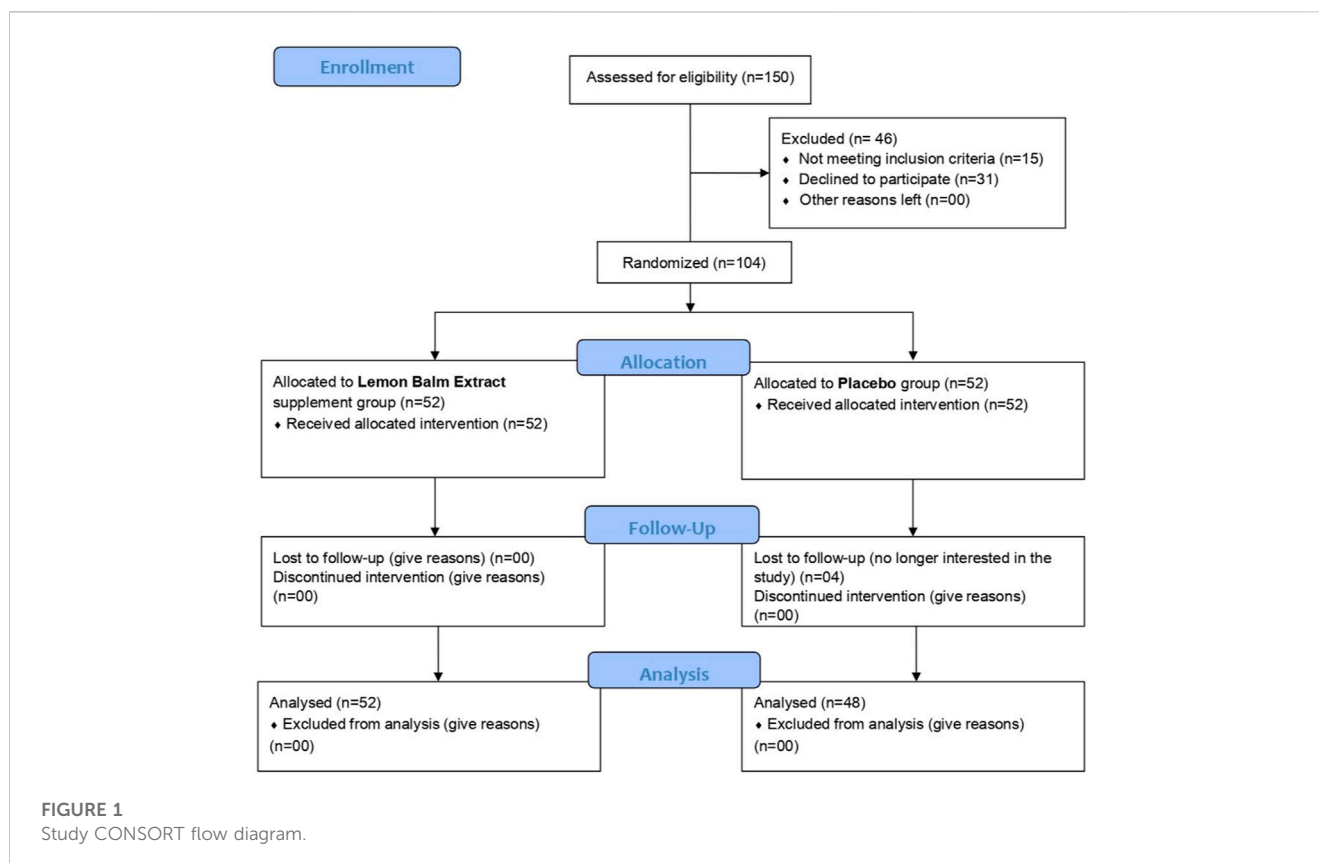 Enrollment
Assessed for eligibility (n=150)
Excluded (n= 46)
♦ Not meeting inclusion criteria (n=15)
♦ Declined to participate (n=31)
♦ Other reasons left (n=00)
Randomized (n=104)
Allocation
Allocated to Lemon Balm Extract
supplement group (n=52)
♦ Received allocated intervention (n=52)
Allocated to Placebo group (n=52)
♦ Received allocated intervention (n=52)
Follow-Up
Lost to follow-up (give reasons) (n=00)
Discontinued intervention (give reasons)
(n=00)
Lost to follow-up (no longer interested in the
study) (n=04)
Discontinued intervention (give reasons)
(n=00)
Analysis
Analysed (n=52)
♦ Excluded from analysis (give reasons)
(n=00)
Analysed (n=48)
♦ Excluded from analysis (give reasons)
(n=00)
FIGURE 1
Study CONSORT flow diagram.